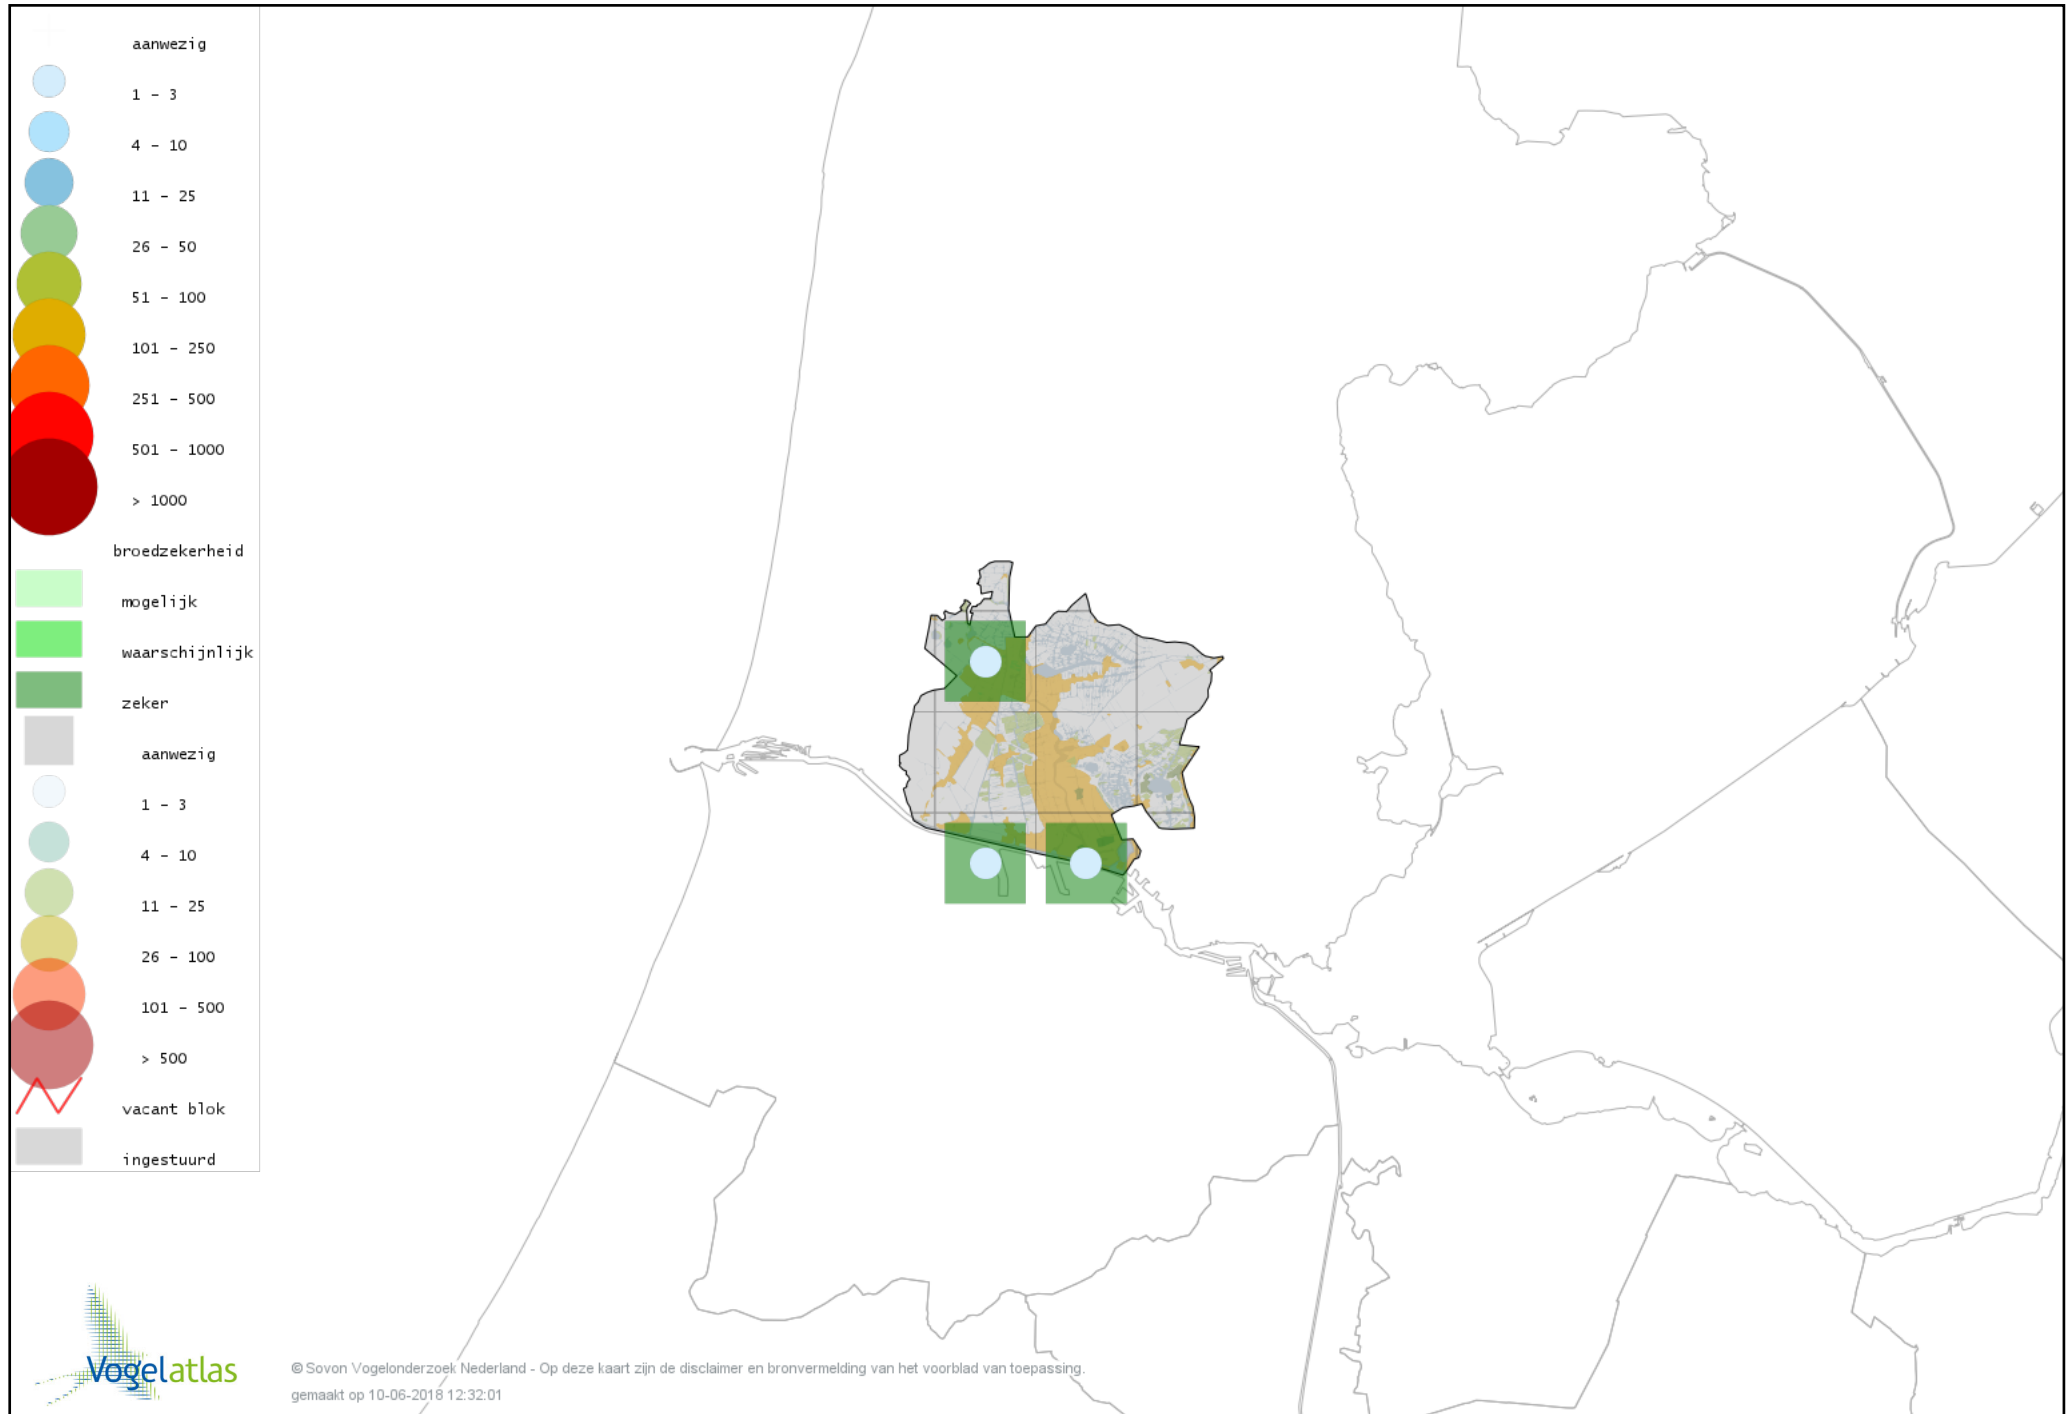 aanwezig
1 - 3
4 - 10
11 - 25
26 - 50
51 - 100
101 - 250
251 - 500
501 - 1000
> 1000
broedzekerheid
mogelijk
waarschijnlijk
zeker
aanwezig
1 - 3
4 - 10
11 - 25
26 - 100
101 - 500
> 500
vacant blok
ingestuurd
Vogelatlas
© Sovon Vogelonderzoek Nederland - Op deze kaart zijn de disclaimer en bronvermelding van het voorblad van toepassing.
gemaakt op 10-06-2018 12:32:01